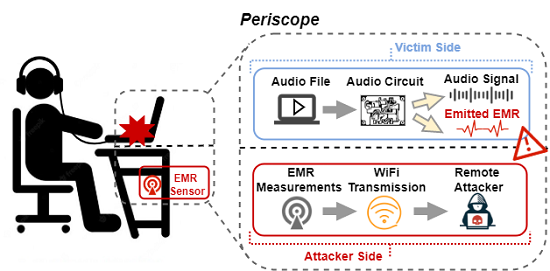 Periscope
Victim Side
Audio File
Audio Circuit
Audio Signal
Emitted EMR
EMR
Sensor
EMR
Measurements
WiFi
Transmission
Remote
Attacker
Attacker Side